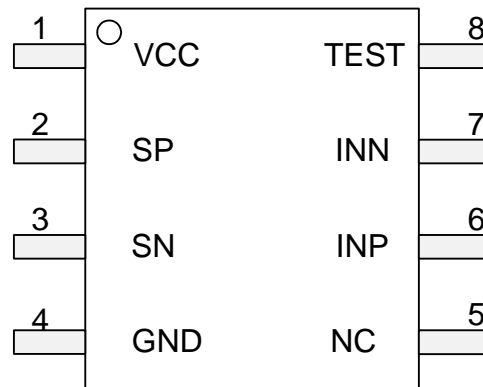 1 VCC TEST 8
2 SP INN 7
3 SN INP 6
4 GND NC 5